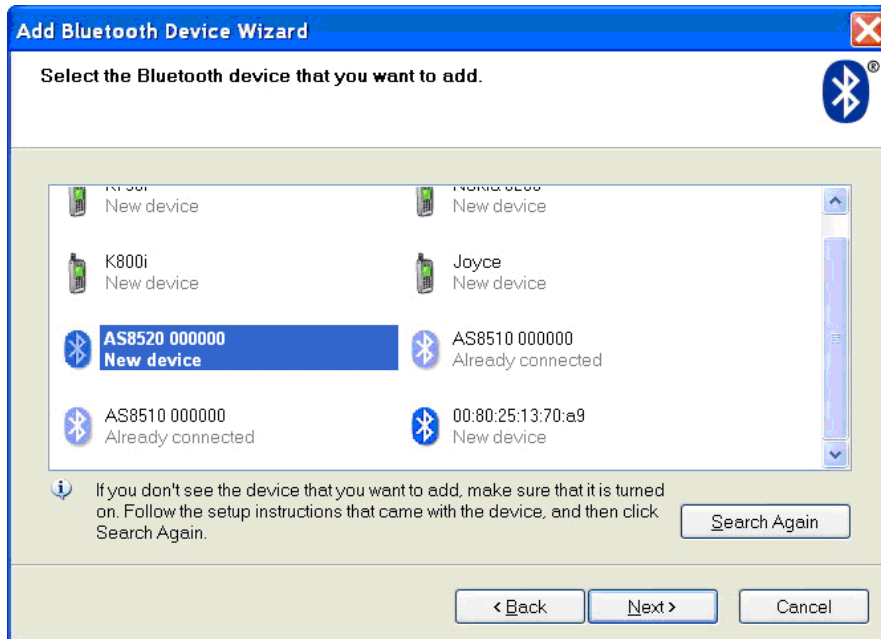 Add Bluetooth Device Wizard
Select the Bluetooth device that you want to add.
®
New device
New device
K800i
New device
Joyce
New device
AS8520 000000
New device
AS8510 000000
Already connected
AS8510 000000
Already connected
00:80:25:13:70:a9
New device
If you don't see the device that you want to add, make sure that it is turned
on. Follow the setup instructions that came with the device, and then click
Search Again.
Search Again
< Back
Next >
Cancel